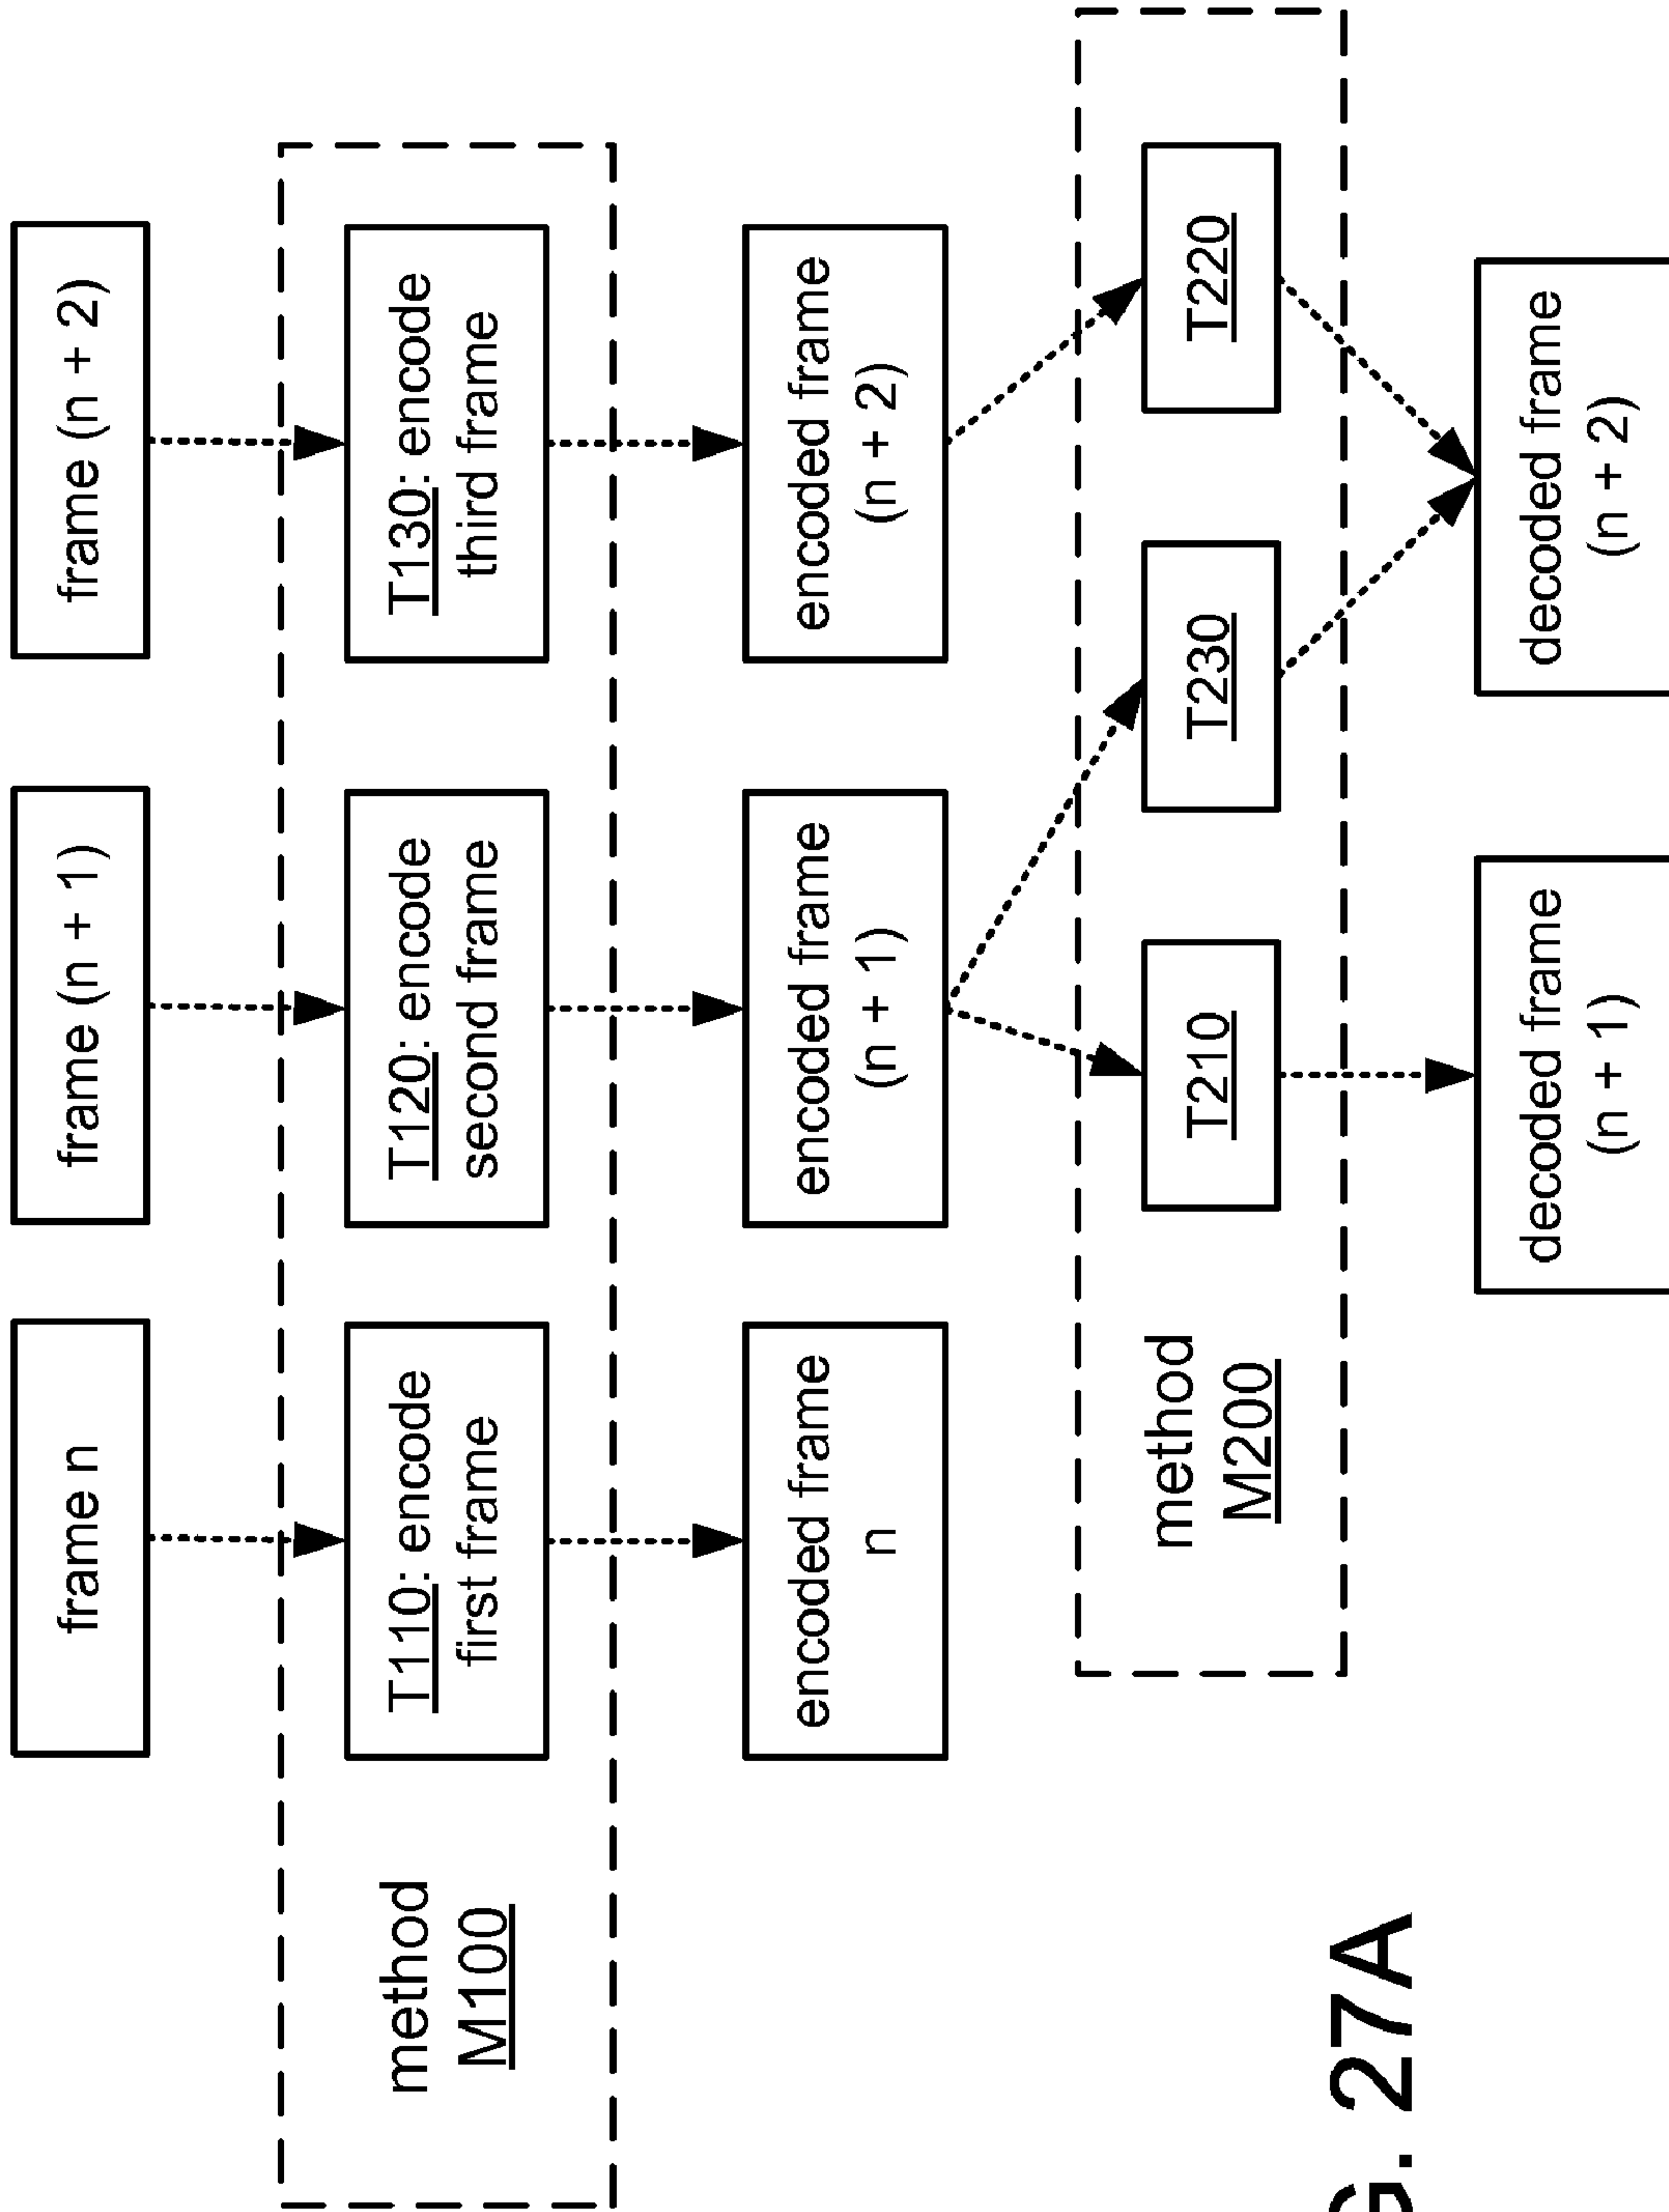 frame n
frame (n + 1)
frame (n + 2)
method
M100
T110: encode
first frame
T120: encode
second frame
T130: encode
third frame
encoded frame
n
encoded frame
(n + 1)
encoded frame
(n + 2)
method
M200
T210
T230
T220
decoded frame
(n + 1)
decoded frame
(n + 2)
G. 27A